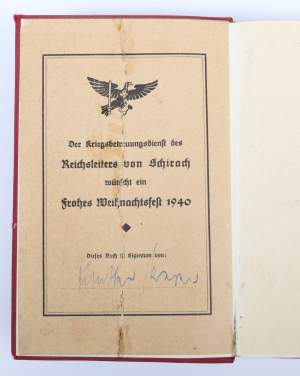 Der Kriegsbetreuungsdienst des
Reichsleiters von Schirach
wünscht ein
Frohes Weihnachtsfest 1940
Dieses Buch ist Eigentum von: